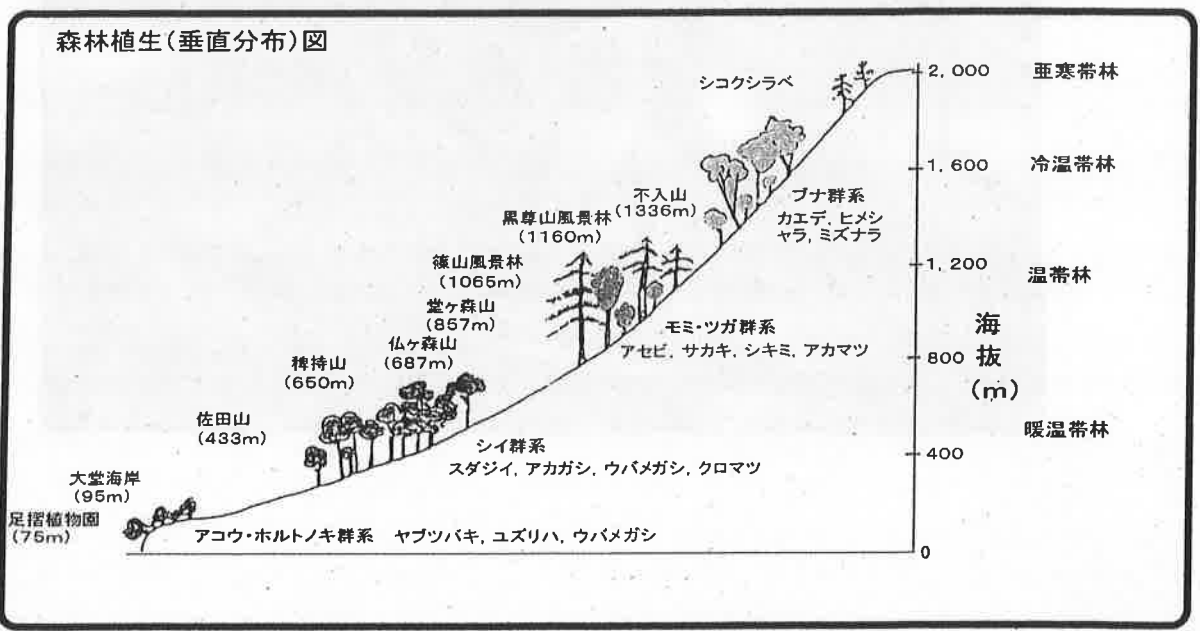 森林植生(垂直分布)図
シコクシラベ
2,000
亜寒帯林
1,600
冷温帯林
不入山
(1336m)
ブナ群系
カエデ, ヒメシ
ャラ, ミズナラ
黒尊山風景林
(1160m)
1,200
温帯林
篠山風景林
(1065m)
堂ヶ森山
(857m)
モミ・ツガ群系
アセビ, サカキ, シキミ, アカマツ
海
抜
(m)
800
仏ヶ森山
(687m)
稗持山
(650m)
暖温帯林
佐田山
(433m)
シイ群系
スダジイ, アカガシ, ウバメガシ, クロマツ
400
大堂海岸
(95m)
足摺植物園
(75m)
アコウ・ホルトノキ群系 ヤブツバキ, ユズリハ, ウバメガシ
0